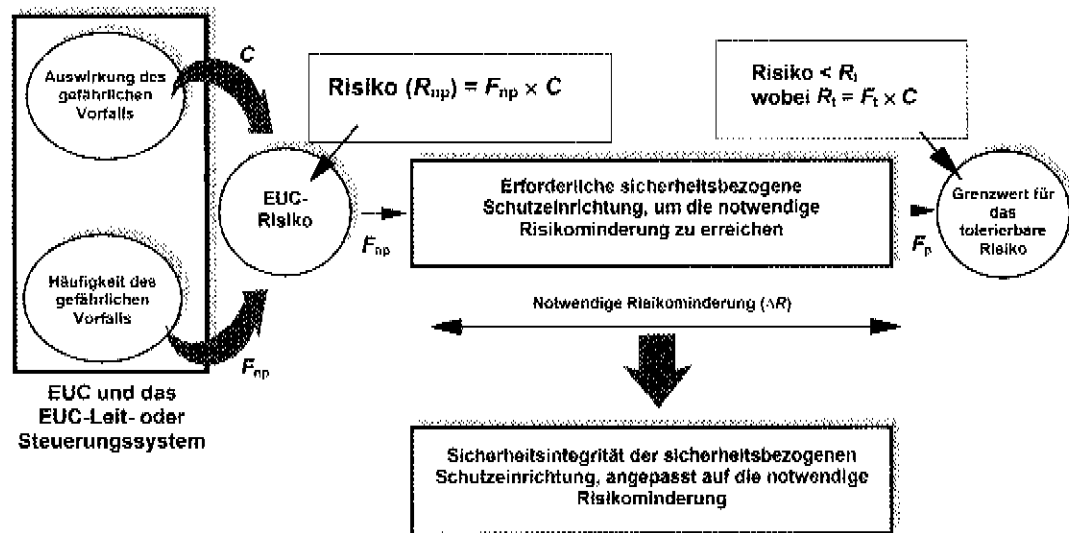 Auswirkung des
gefährlichen
Vorfalls
C
Risiko (Rnp) = Fnp × C
Risiko < Rt
wobei Rt = Ft × C
EUC-
Risiko
Fnp
Erforderliche sicherheitsbezogene
Schutzeinrichtung, um die notwendige
Risikominderung zu erreichen
Fp
Grenzwert für
das
tolerierbare
Risiko
Häufigkeit des
gefährlichen
Vorfalls
Fnp
Notwendige Risikominderung (ΔR)
EUC und das
EUC-Leit- oder
Steuerungssystem
Sicherheitsintegrität der sicherheitsbezogenen
Schutzeinrichtung, angepasst auf die notwendige
Risikominderung